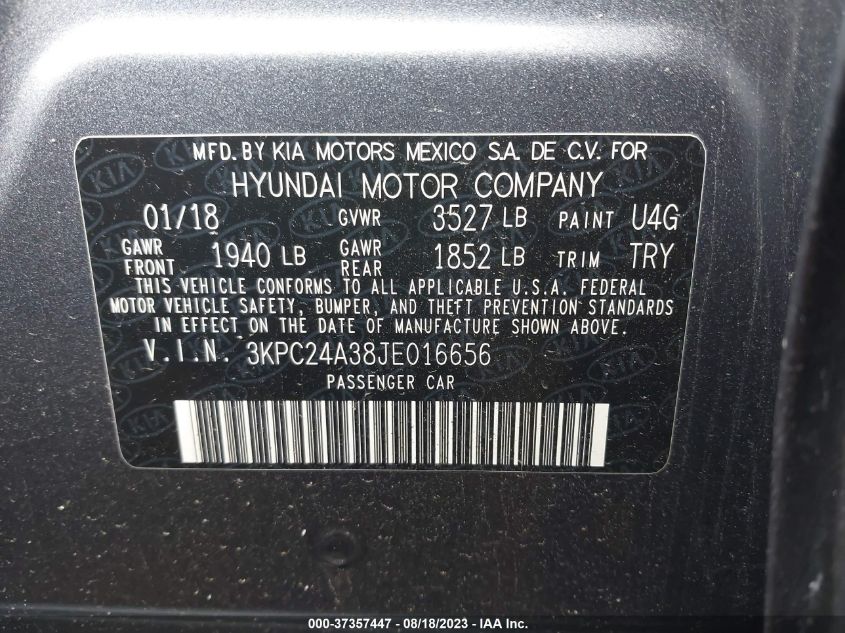 MFD. BY KIA MOTORS MEXICO S.A. DE C.V. FOR
HYUNDAI MOTOR COMPANY
01/18 GVWR 3527 LB PAINT U4G
GAWR FRONT 1940 LB GAWR REAR 1852 LB TRIM TRY
THIS VEHICLE CONFORMS TO ALL APPLICABLE U.S.A. FEDERAL
MOTOR VEHICLE SAFETY, BUMPER, AND THEFT PREVENTION STANDARDS
IN EFFECT ON THE DATE OF MANUFACTURE SHOWN ABOVE.
V.I.N. 3KPC24A38JE016656
PASSENGER CAR
000-37357447 - 08/18/2023 - IAA Inc.